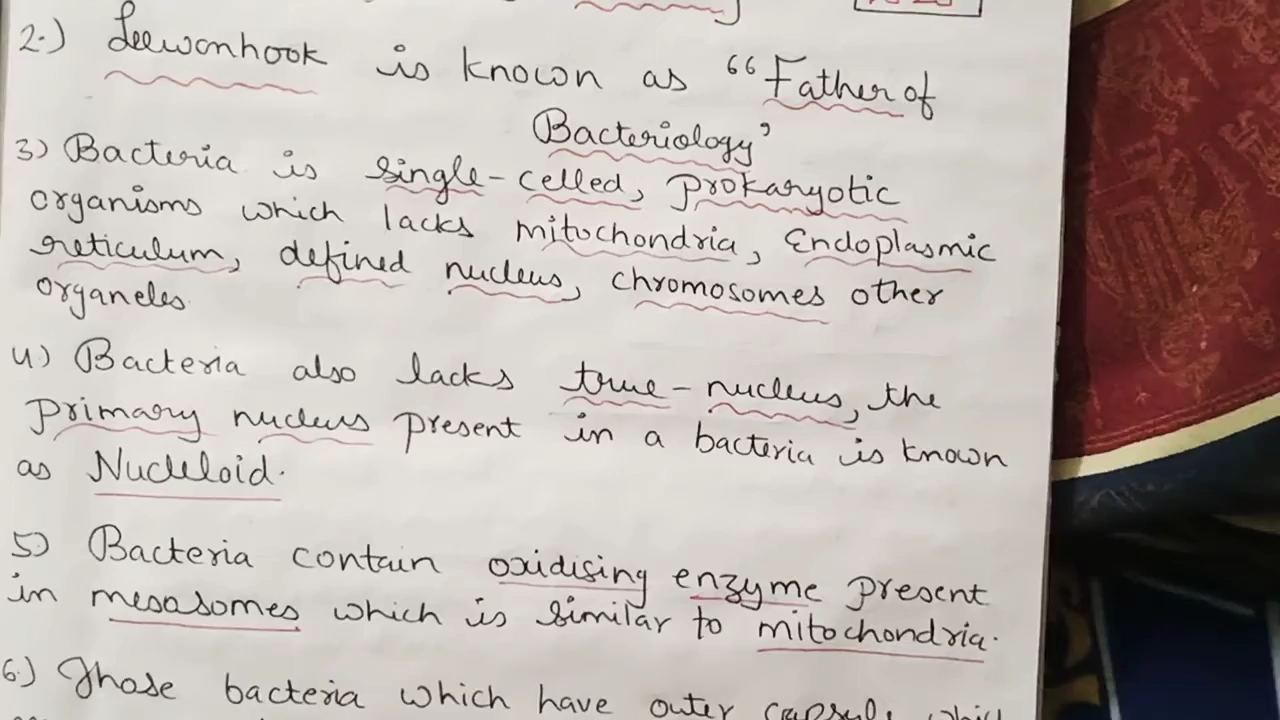 2.) Leewonhook is known as “Father of
Bacteriology’
3) Bacteria is single-celled, prokaryotic
organisms which lacks mitochondria, Endoplasmic
reticulum, defined nucleus, chromosomes other
organeles
4) Bacteria also lacks true-nucleus, the
primary nucleus present in a bacteria is known
as Nucleloid.
5) Bacteria contain oxidising enzyme present
in mesasomes which is similar to mitochondria.
6.) Those bacteria which have outer capsule